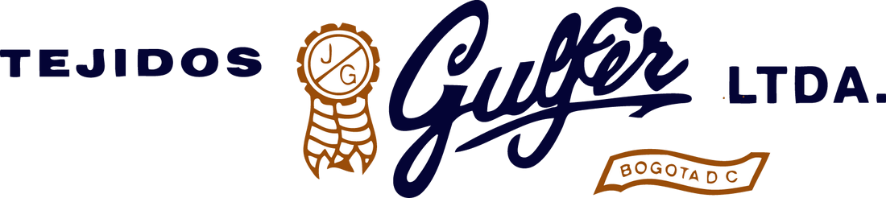 TEJIDOS
J G
Gulfer
LTDA.
BOGOTA D C